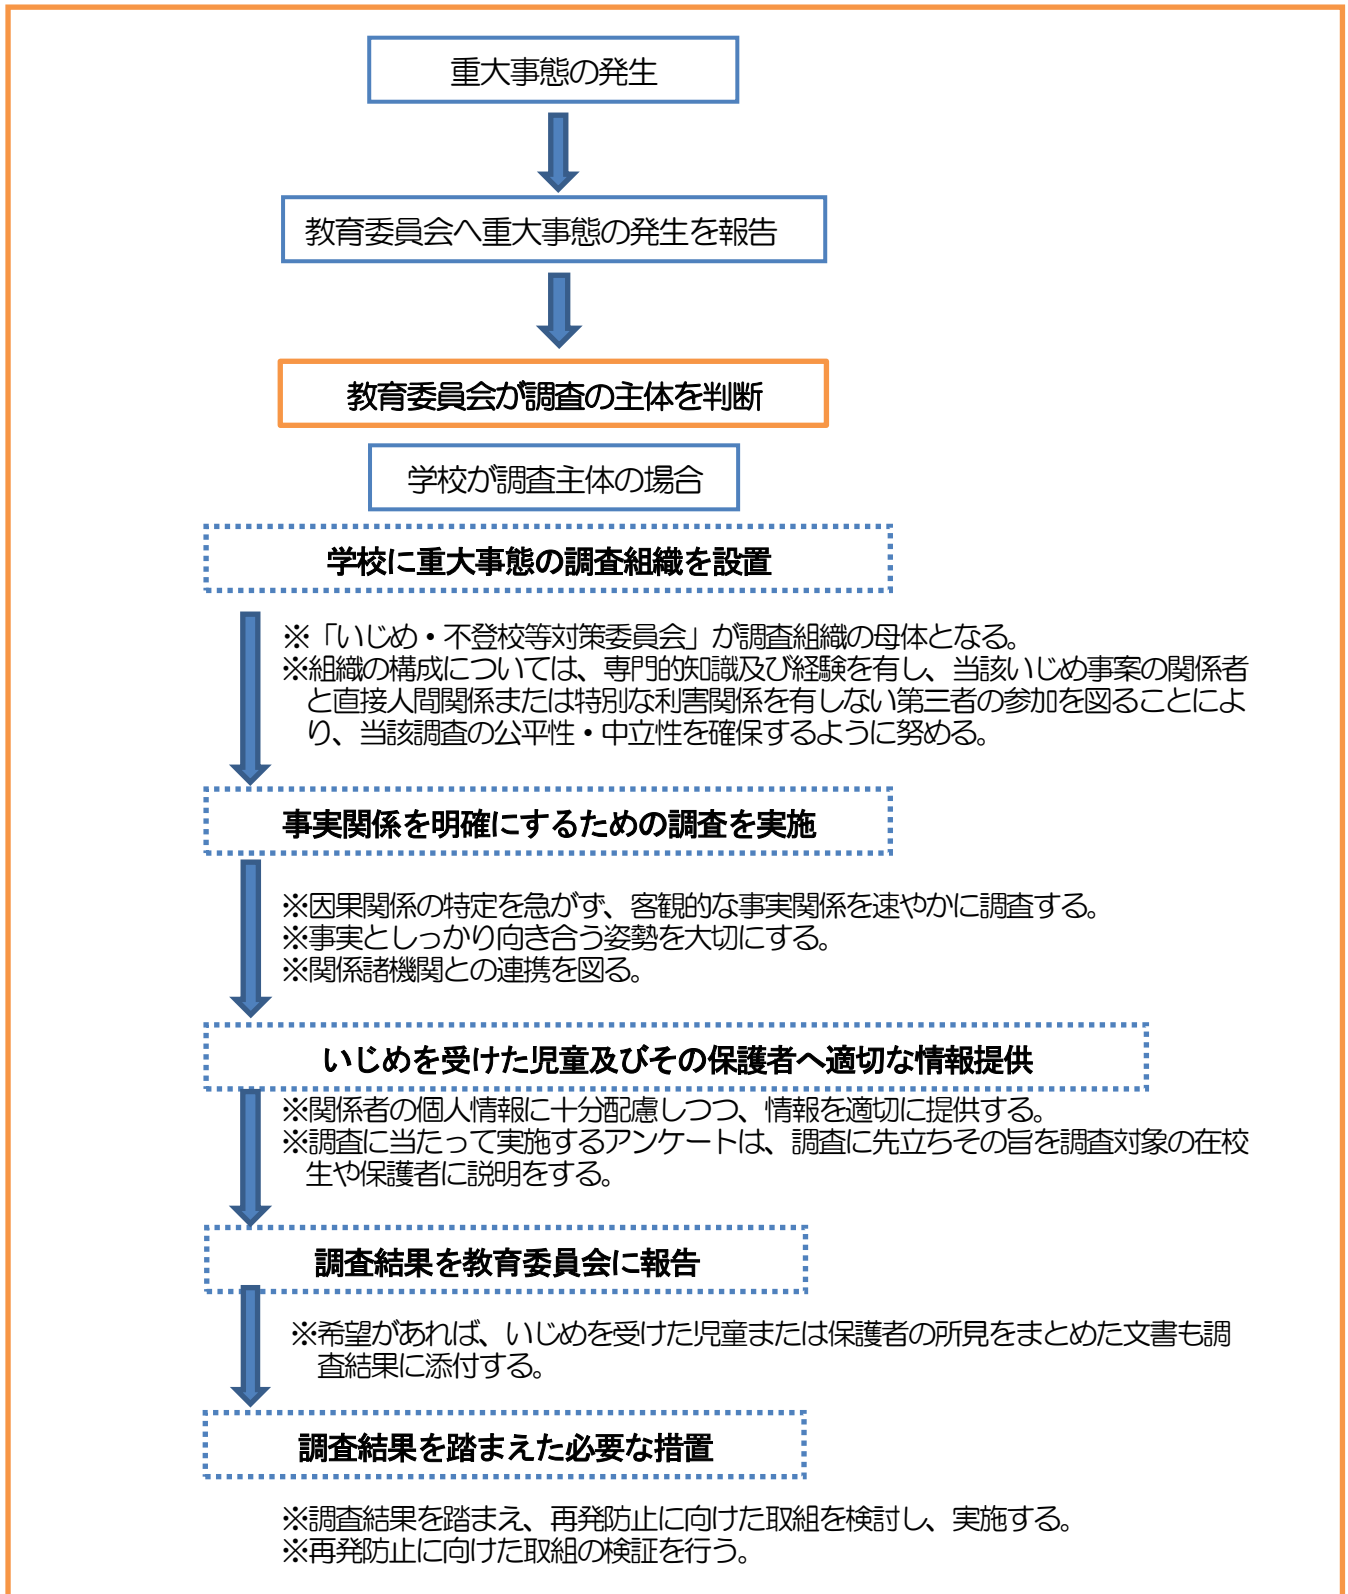 重大事態の発生
教育委員会へ重大事態の発生を報告
教育委員会が調査の主体を判断
学校が調査主体の場合
学校に重大事態の調査組織を設置
※「いじめ・不登校等対策委員会」が調査組織の母体となる。
※組織の構成については、専門的知識及び経験を有し、当該いじめ事案の関係者
と直接人間関係または特別な利害関係を有しない第三者の参加を図ることによ
り、当該調査の公平性・中立性を確保するように努める。
事実関係を明確にするための調査を実施
※因果関係の特定を急がず、客観的な事実関係を速やかに調査する。
※事実としっかり向き合う姿勢を大切にする。
※関係諸機関との連携を図る。
いじめを受けた児童及びその保護者へ適切な情報提供
※関係者の個人情報に十分配慮しつつ、情報を適切に提供する。
※調査に当たって実施するアンケートは、調査に先立ちその旨を調査対象の在校
生や保護者に説明をする。
調査結果を教育委員会に報告
※希望があれば、いじめを受けた児童または保護者の所見をまとめた文書も調
査結果に添付する。
調査結果を踏まえた必要な措置
※調査結果を踏まえ、再発防止に向けた取組を検討し、実施する。
※再発防止に向けた取組の検証を行う。